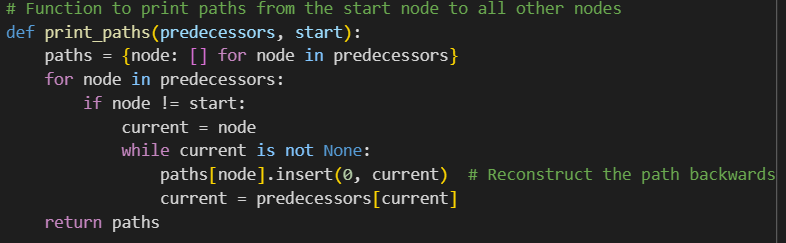 # Function to print paths from the start node to all other nodes
def print_paths(predecessors, start):
    paths = {node: [] for node in predecessors}
    for node in predecessors:
        if node != start:
            current = node
            while current is not None:
                paths[node].insert(0, current)  # Reconstruct the path backwards
                current = predecessors[current]
    return paths